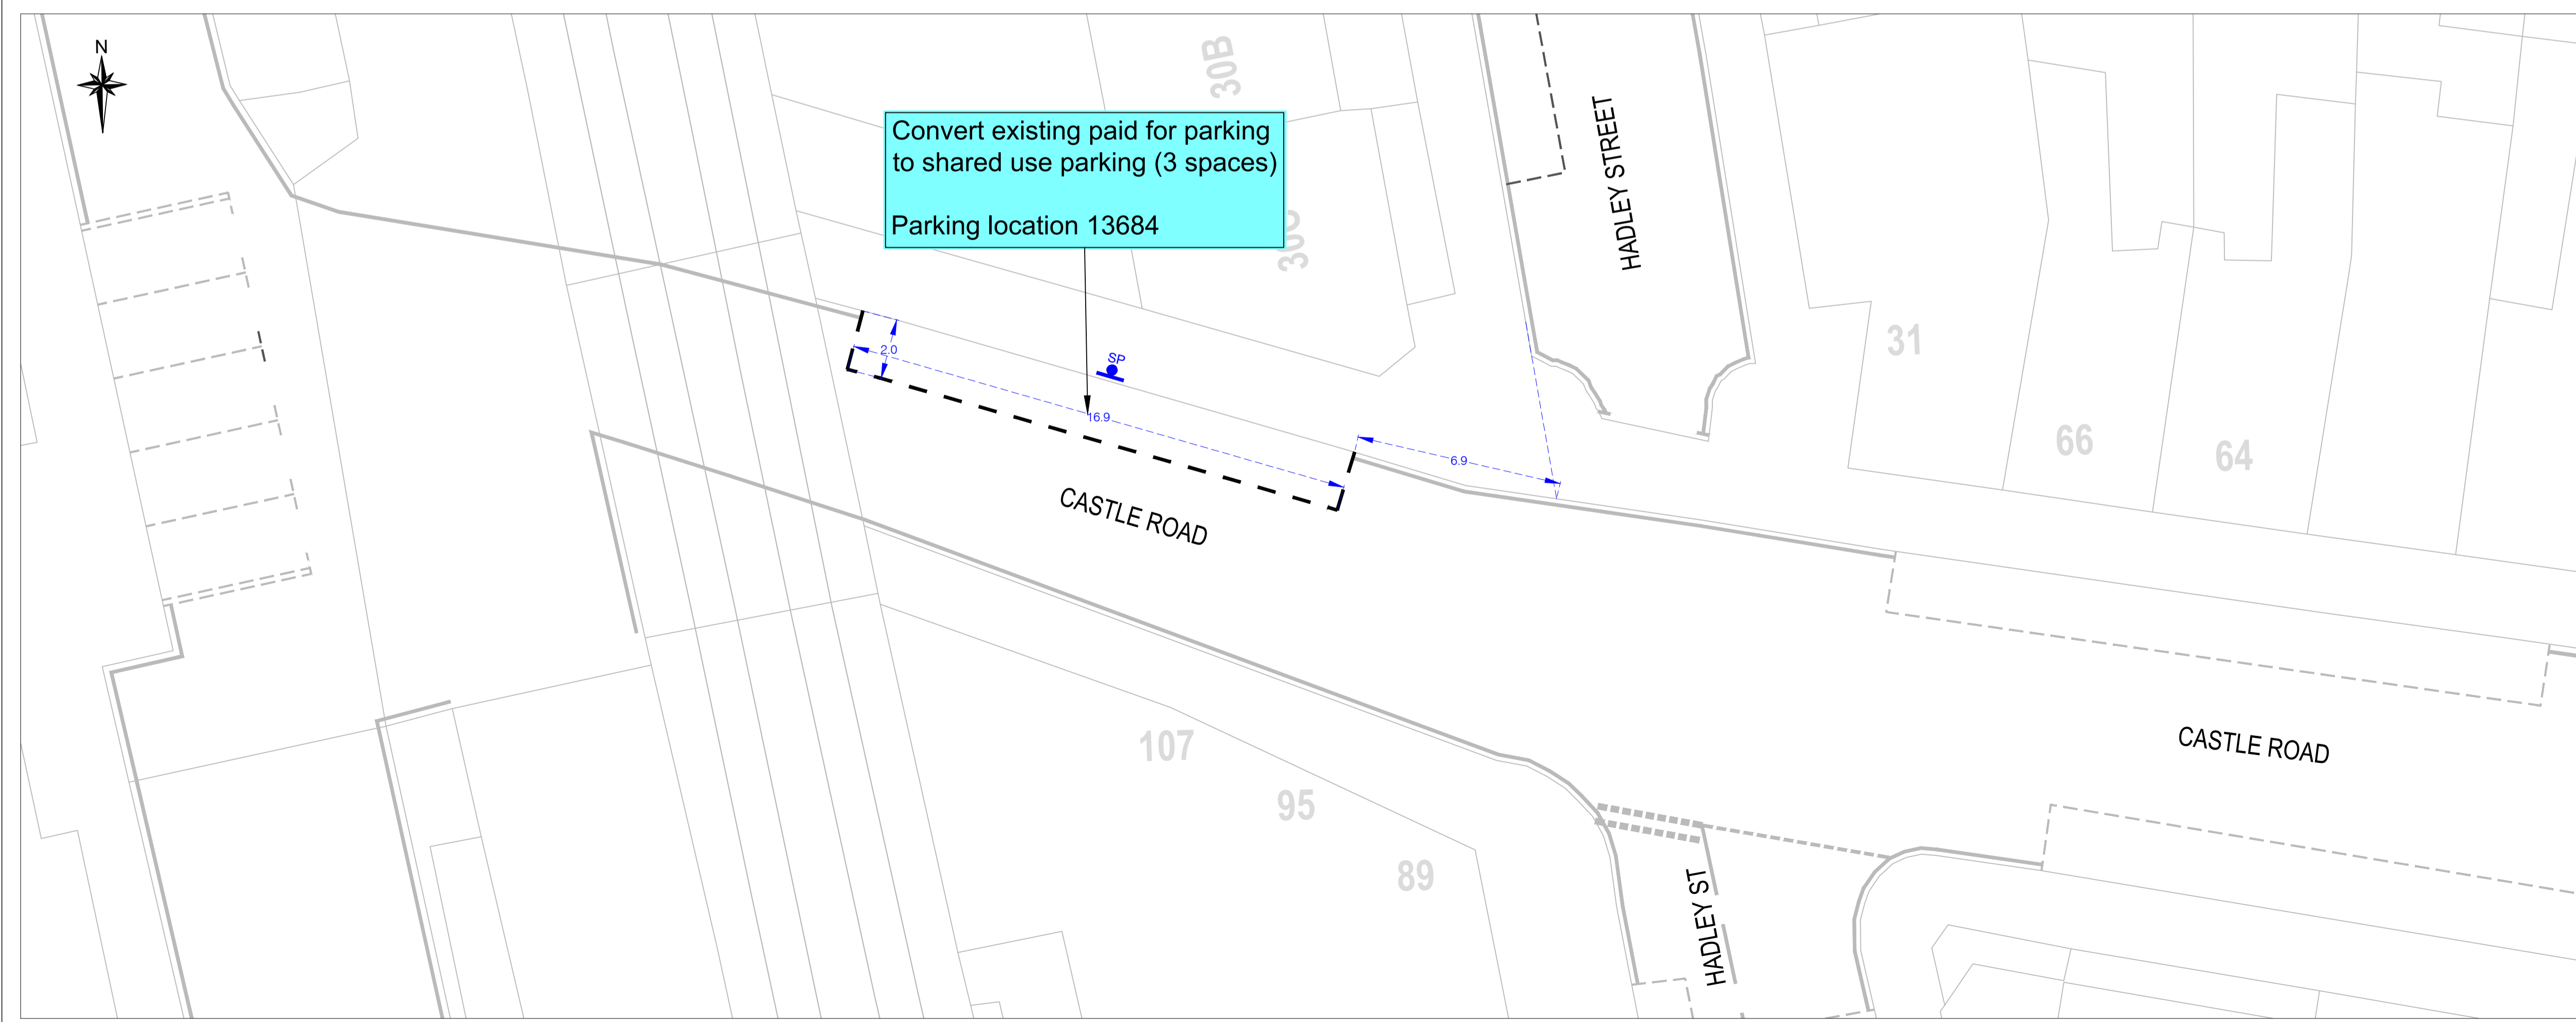 N
30B
HADLEY STREET
Convert existing paid for parking
to shared use parking (3 spaces)
Parking location 13684
30C
31
2.0
SP
16.9
6.9
66
64
CASTLE ROAD
107
CASTLE ROAD
95
89
HADLEY ST